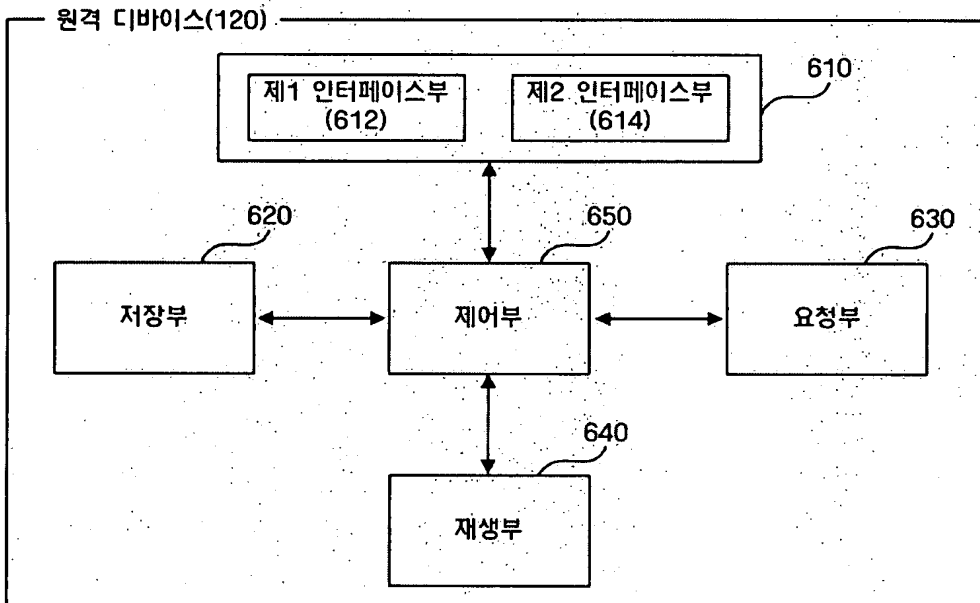 원격 디바이스(120)
610
제1 인터페이스부
(612)
제2 인터페이스부
(614)
620
650
630
저장부
제어부
요청부
640
재생부